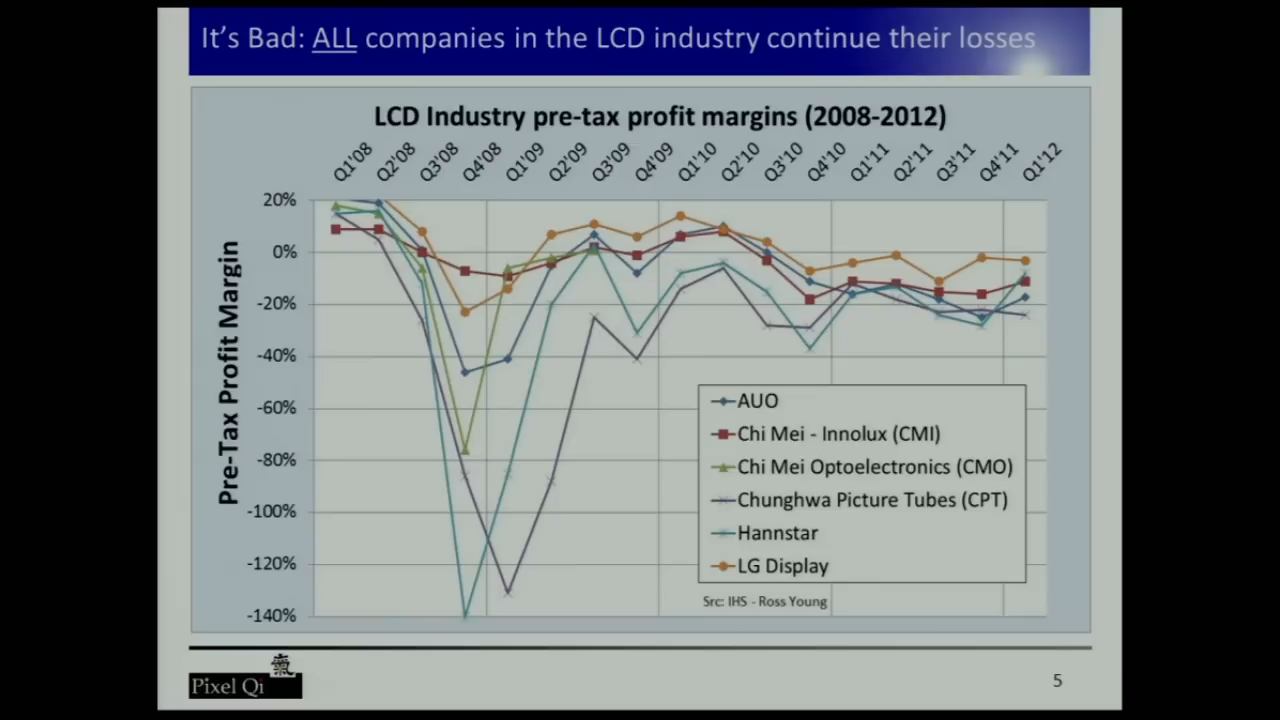 It's Bad: ALL companies in the LCD industry continue their losses
LCD Industry pre-tax profit margins (2008-2012)
Q1'08 Q2'08 Q3'08 Q4'08 Q1'09 Q2'09 Q3'09 Q4'09 Q1'10 Q2'10 Q3'10 Q4'10 Q1'11 Q2'11 Q3'11 Q4'11 Q1'12
Pre-Tax Profit Margin
20%
0%
-20%
-40%
-60%
-80%
-100%
-120%
-140%
AUO
Chi Mei - Innolux (CMI)
Chi Mei Optoelectronics (CMO)
Chunghwa Picture Tubes (CPT)
Hannstar
LG Display
Src: IHS - Ross Young
氣
Pixel Qi
5